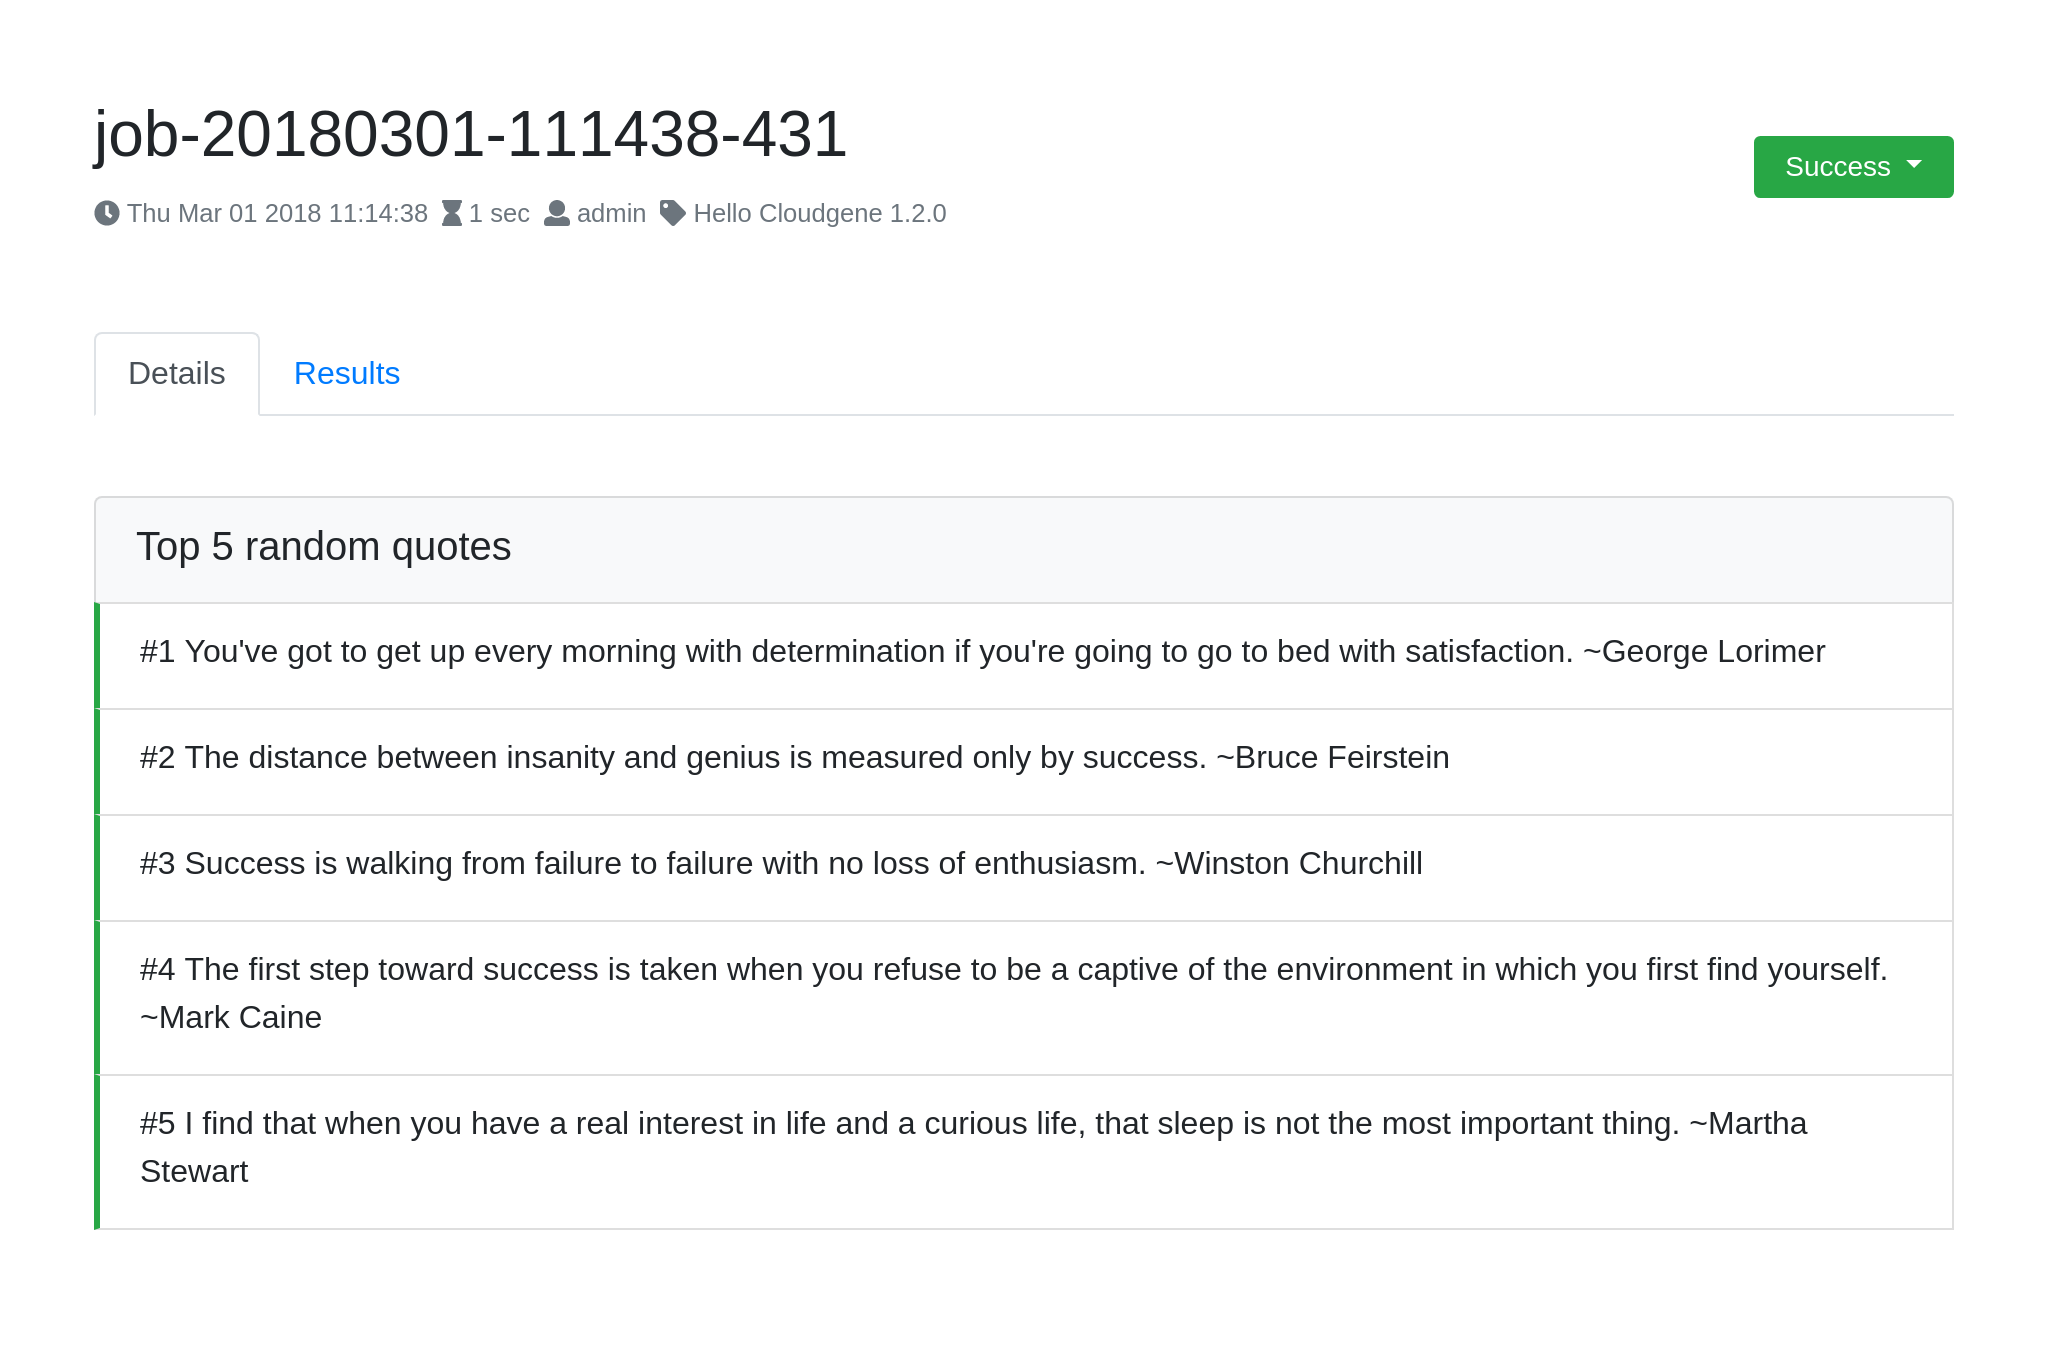 job-20180301-111438-431
Success
Thu Mar 01 2018 11:14:38 1 sec admin Hello Cloudgene 1.2.0
Details Results
Top 5 random quotes
#1 You've got to get up every morning with determination if you're going to go to bed with satisfaction. ~George Lorimer
#2 The distance between insanity and genius is measured only by success. ~Bruce Feirstein
#3 Success is walking from failure to failure with no loss of enthusiasm. ~Winston Churchill
#4 The first step toward success is taken when you refuse to be a captive of the environment in which you first find yourself.
~Mark Caine
#5 I find that when you have a real interest in life and a curious life, that sleep is not the most important thing. ~Martha
Stewart